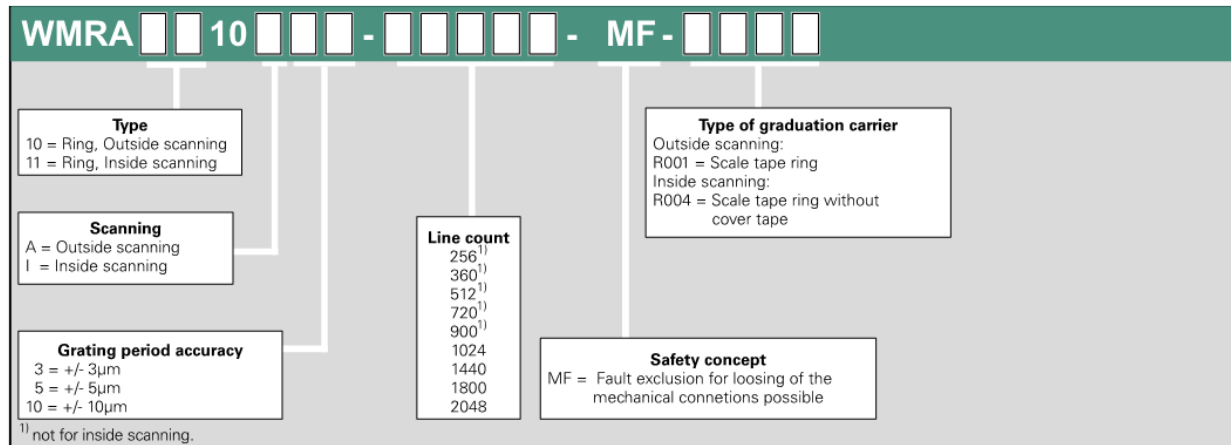 WMRA 10 - - MF -
Type
10 = Ring, Outside scanning
11 = Ring, Inside scanning
Scanning
A = Outside scanning
I = Inside scanning
Grating period accuracy
3 = +/- 3µm
5 = +/- 5µm
10 = +/- 10µm
1) not for inside scanning.
Line count
256 1)
360 1)
512 1)
720 1)
900 1)
1024
1440
1800
2048
Safety concept
MF = Fault exclusion for loosing of the
mechanical connetions possible
Type of graduation carrier
Outside scanning:
R001 = Scale tape ring
Inside scanning:
R004 = Scale tape ring without
cover tape